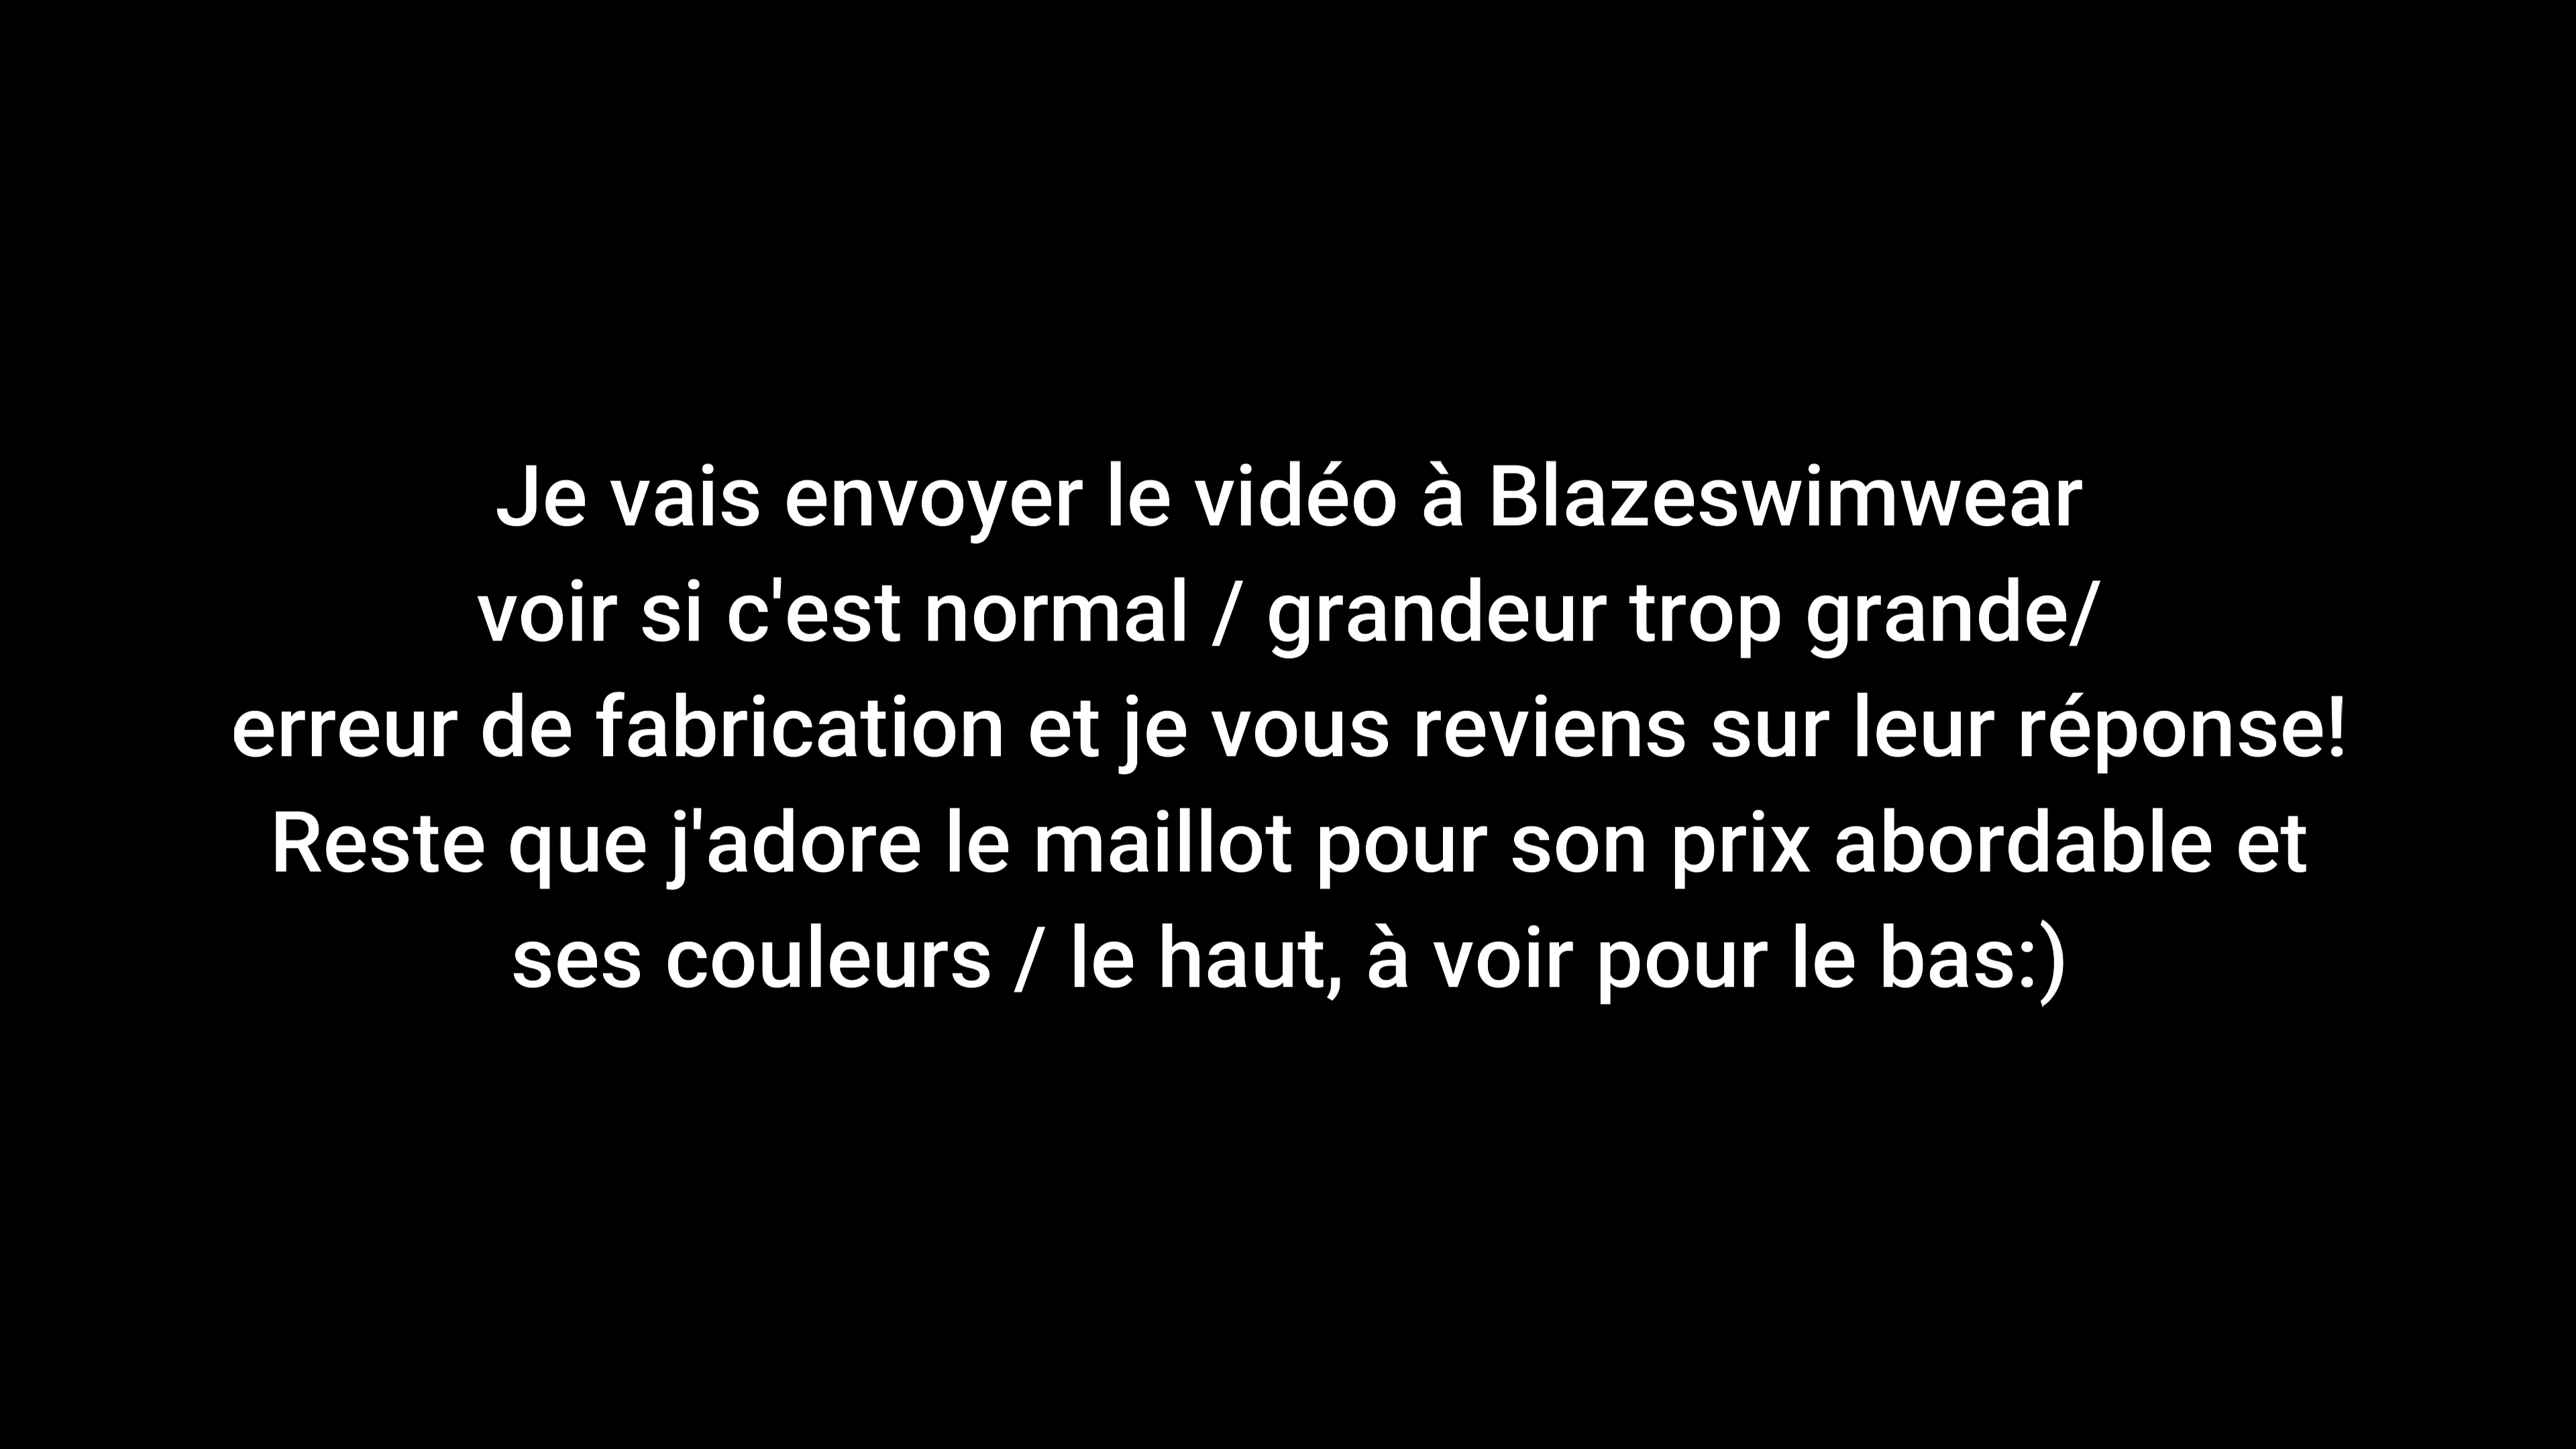 Je vais envoyer le vidéo à Blazeswimwear
voir si c'est normal / grandeur trop grande/
erreur de fabrication et je vous reviens sur leur réponse!
Reste que j'adore le maillot pour son prix abordable et
ses couleurs / le haut, à voir pour le bas:)